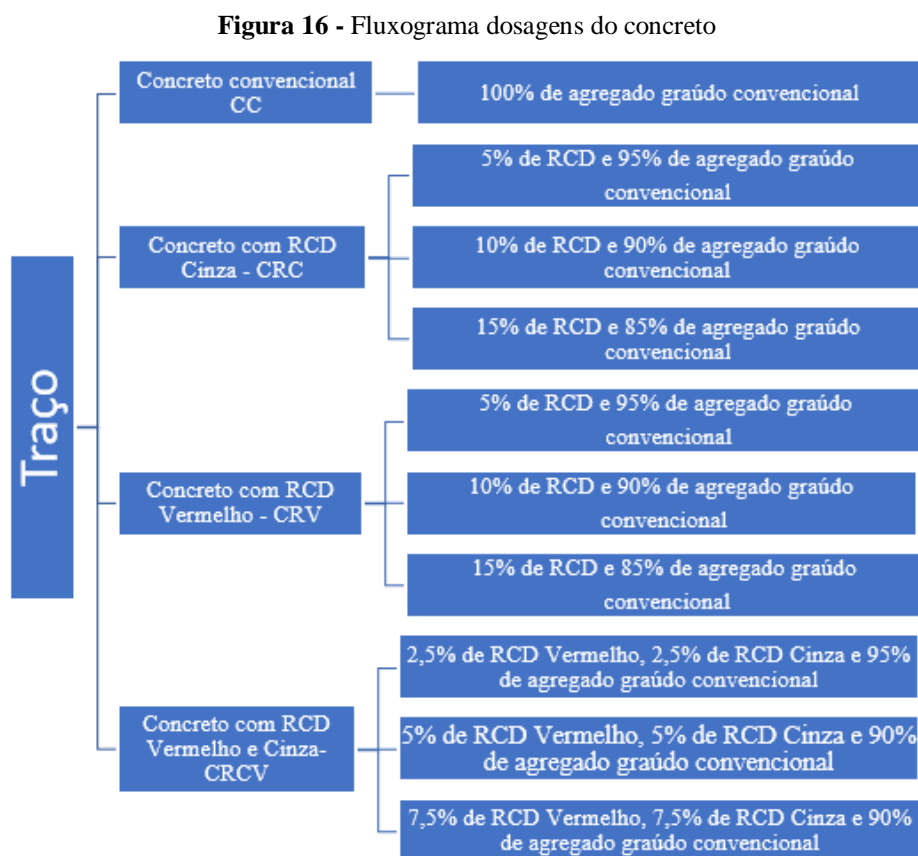 Figura 16 - Fluxograma dosagens do concreto
Traço
Concreto convencional
CC
100% de agregado graúdo convencional
Concreto com RCD
Cinza - CRC
5% de RCD e 95% de agregado graúdo
convencional
10% de RCD e 90% de agregado graúdo
convencional
15% de RCD e 85% de agregado graúdo
convencional
Concreto com RCD
Vermelho - CRV
5% de RCD e 95% de agregado graúdo
convencional
10% de RCD e 90% de agregado graúdo
convencional
15% de RCD e 85% de agregado graúdo
convencional
Concreto com RCD
Vermelho e Cinza-
CRCV
2,5% de RCD Vermelho, 2,5% de RCD Cinza e 95%
de agregado graúdo convencional
5% de RCD Vermelho, 5% de RCD Cinza e 90%
de agregado graúdo convencional
7,5% de RCD Vermelho, 7,5% de RCD Cinza e 90%
de agregado graúdo convencional